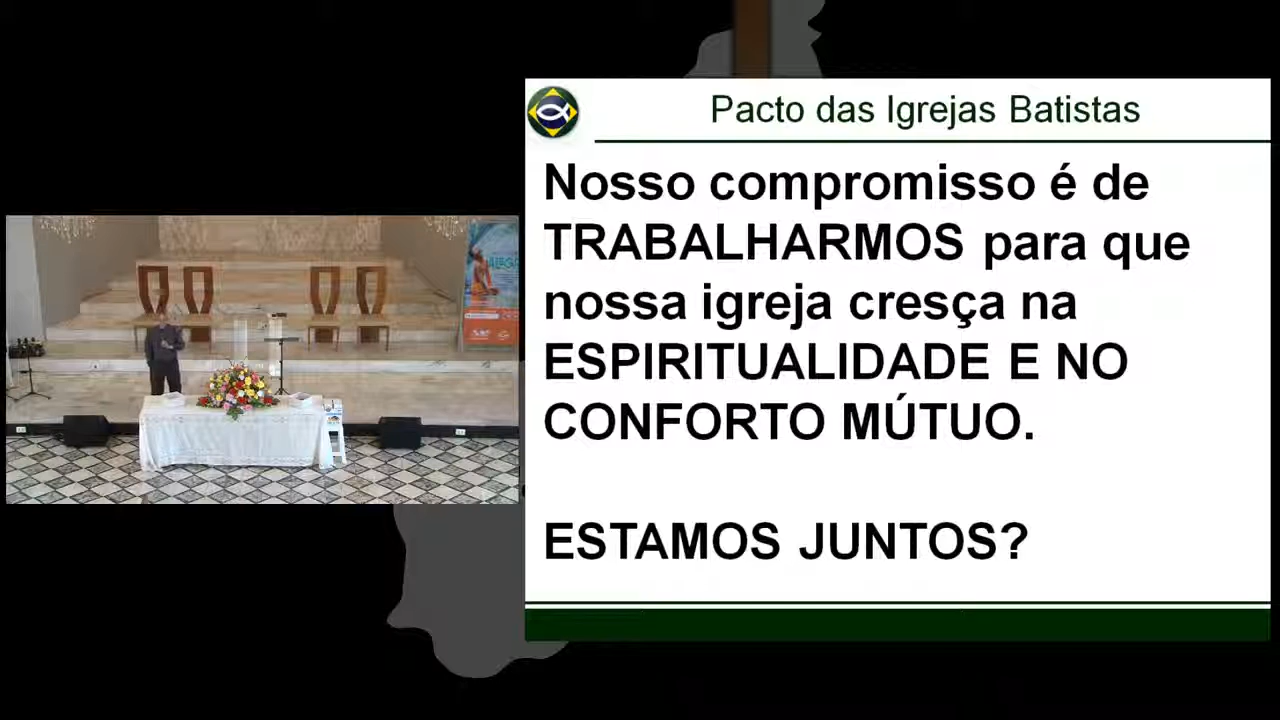 Pacto das Igrejas Batistas
Nosso compromisso é de
TRABALHARMOS para que
nossa igreja cresça na
ESPIRITUALIDADE E NO
CONFORTO MÚTUO.
ESTAMOS JUNTOS?